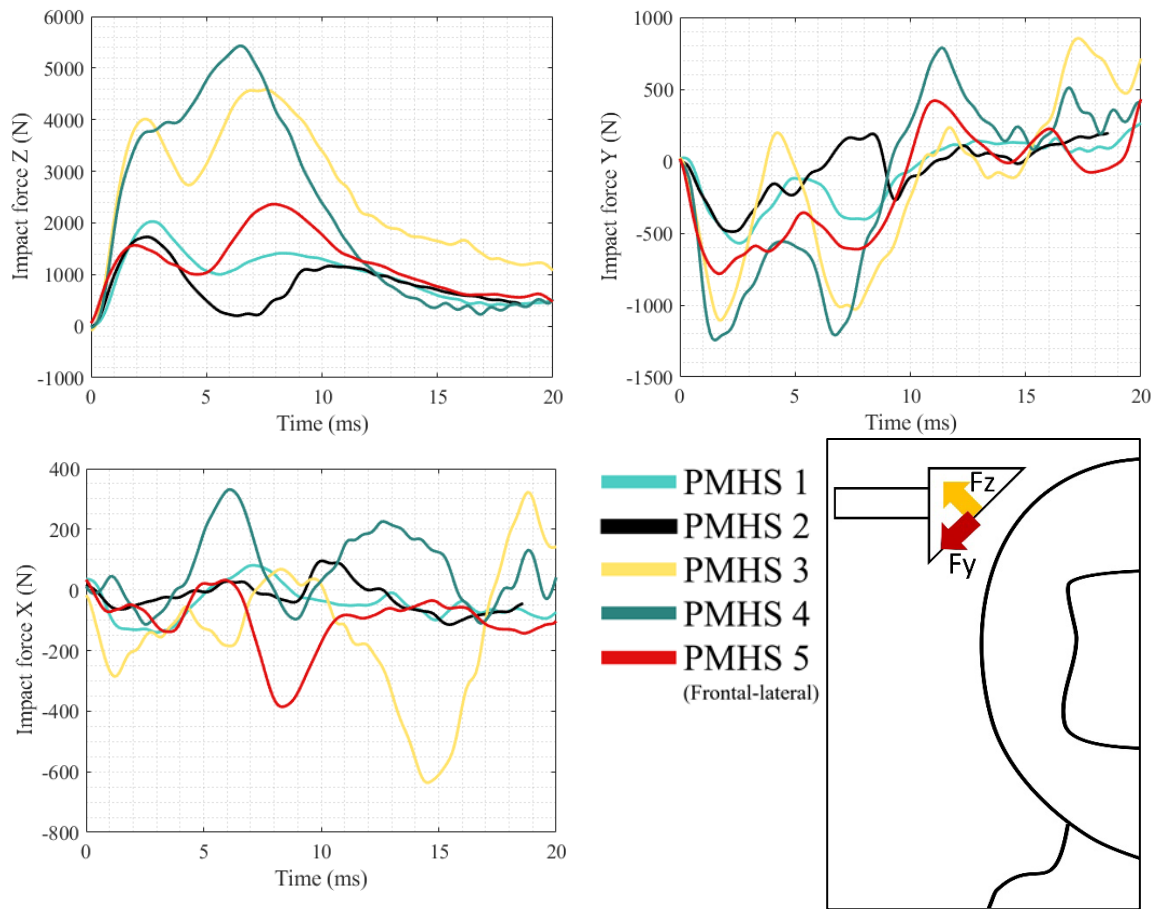 Impact force Z (N)
6000
5000
4000
3000
2000
1000
0
-1000
0 5 10 15 20
Time (ms)
Impact force Y (N)
1000
500
0
-500
-1000
-1500
0 5 10 15 20
Time (ms)
Impact force X (N)
400
200
0
-200
-400
-600
-800
0 5 10 15 20
Time (ms)
PMHS 1
PMHS 2
PMHS 3
PMHS 4
PMHS 5
(Frontal-lateral)
Fz
Fy